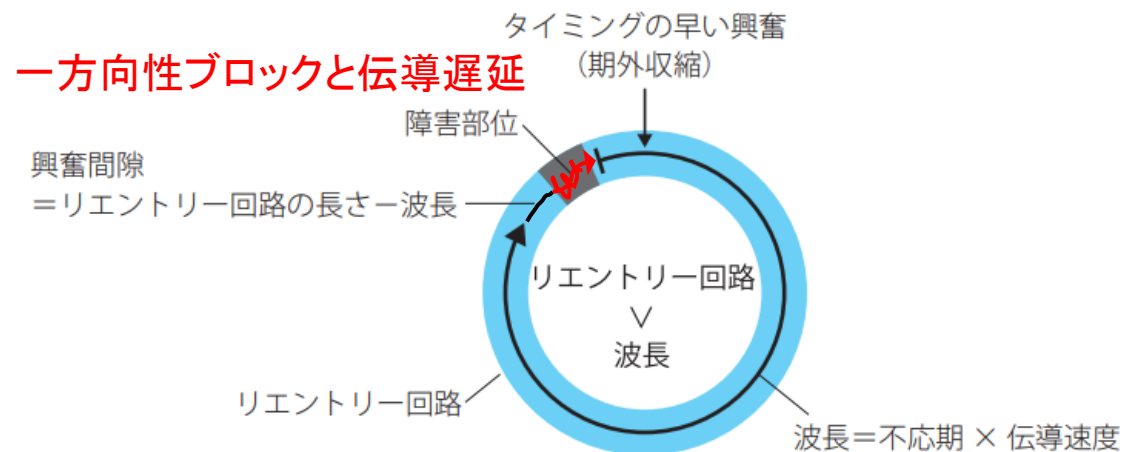 タイミングの早い興奮
(期外収縮)
一方向性ブロックと伝導遅延
障害部位
興奮間隙
=リエントリー回路の長さー波長
リエントリー回路
∨
波長
リエントリー回路
波長=不応期 × 伝導速度